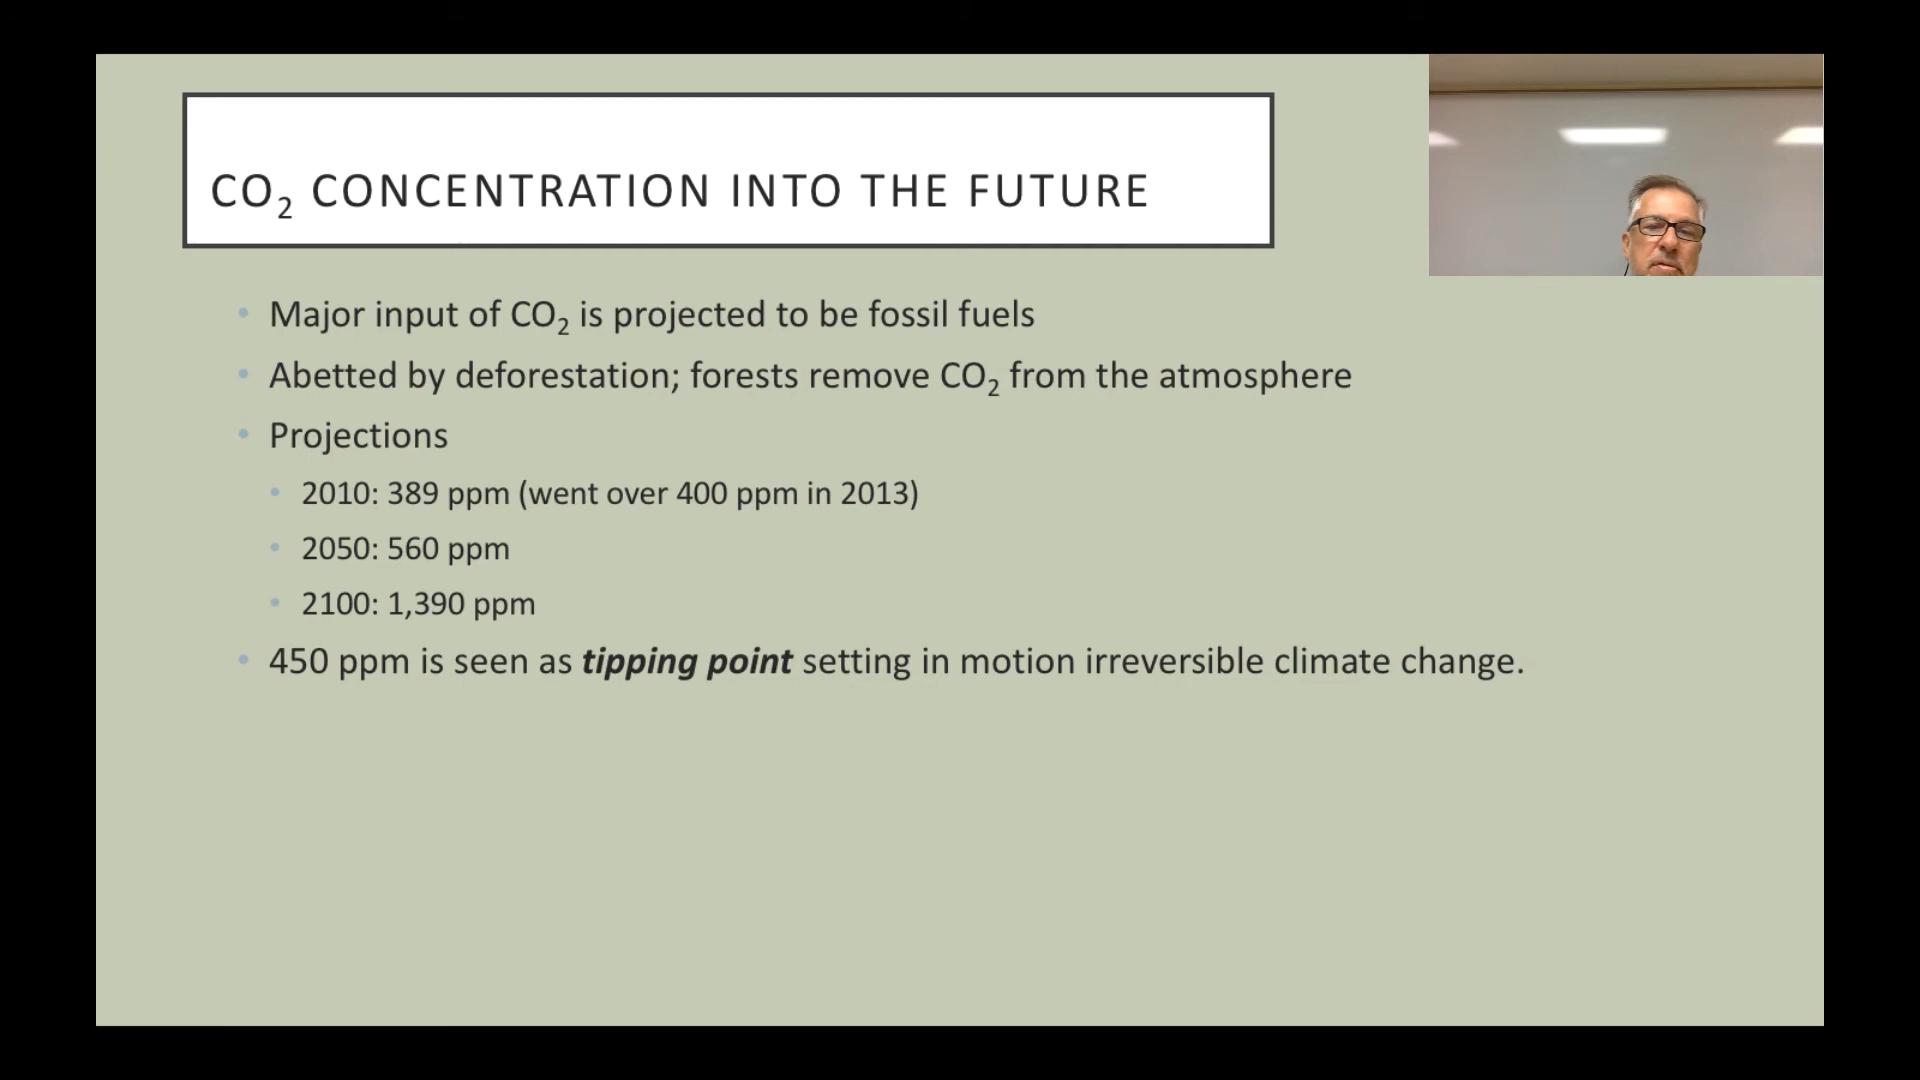 CO₂ CONCENTRATION INTO THE FUTURE
• Major input of CO₂ is projected to be fossil fuels
• Abetted by deforestation; forests remove CO₂ from the atmosphere
• Projections
• 2010: 389 ppm (went over 400 ppm in 2013)
• 2050: 560 ppm
• 2100: 1,390 ppm
• 450 ppm is seen as tipping point setting in motion irreversible climate change.